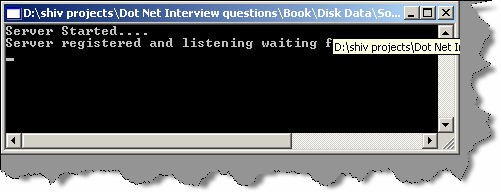 D:\shiv projects\Dot Net Interview questions\Book\Disk Data\So...
Server Started....
Server registered and listening waiting f
D:\shiv projects\Dot Net In